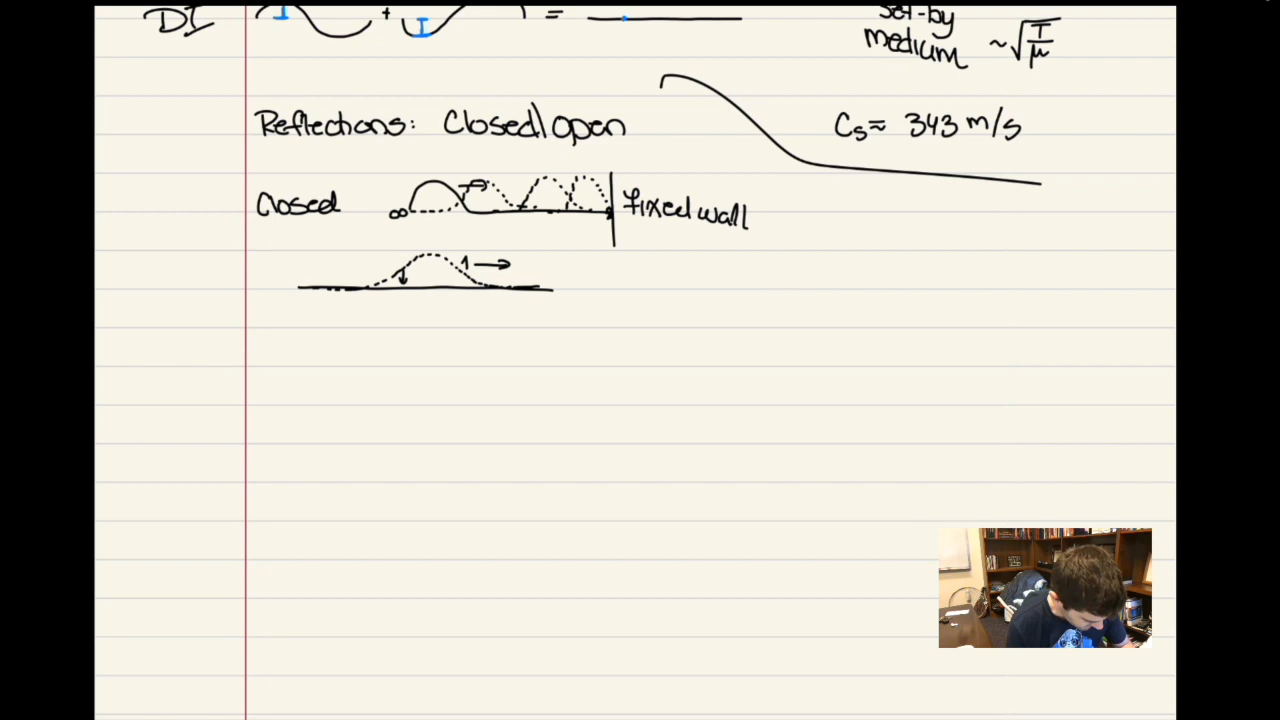 DI + =
set-by
medium ~√T/μ
Reflections: Closed\open
Cs≈ 343 m/s
Closed ∞ fixed wall